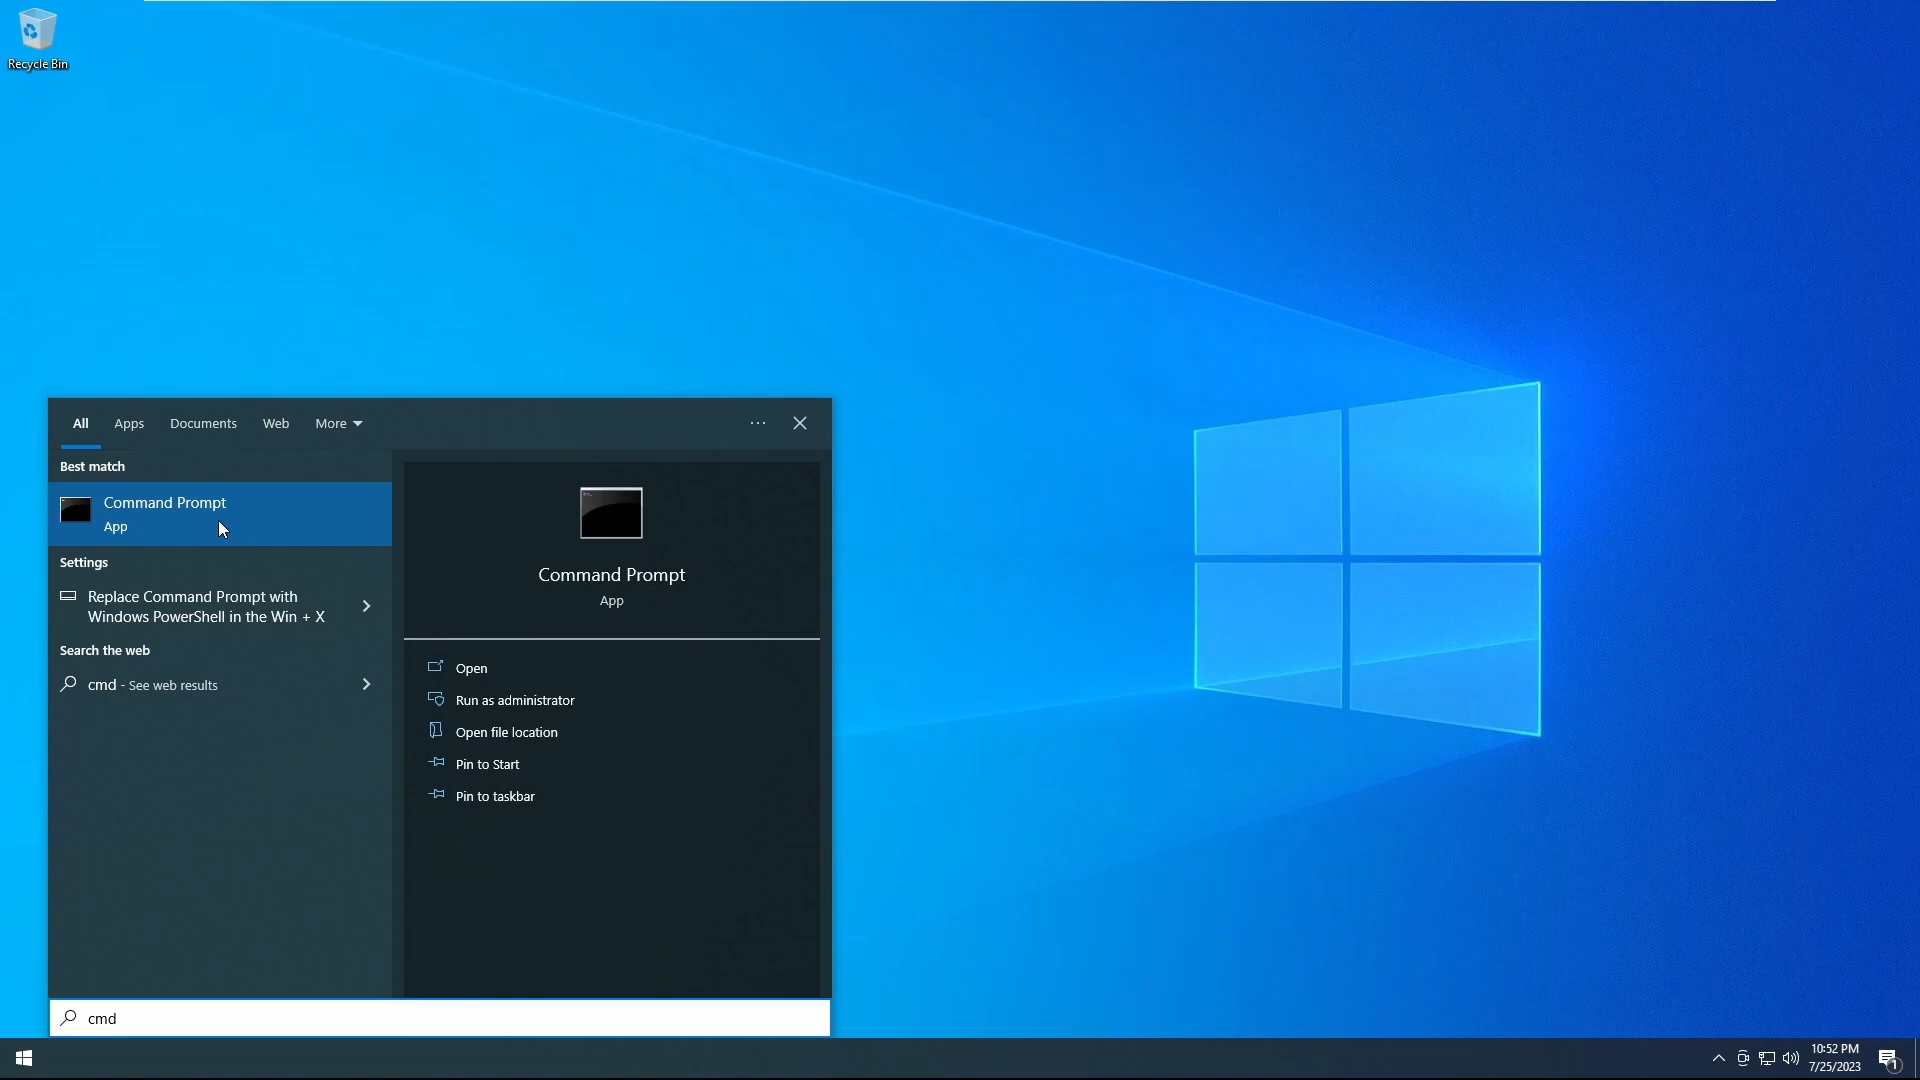 Recycle Bin
All
Apps
Documents
Web
More
Best match
Command Prompt
App
Settings
Replace Command Prompt with
Windows PowerShell in the Win + X
Search the web
cmd - See web results
Command Prompt
App
Open
Run as administrator
Open file location
Pin to Start
Pin to taskbar
cmd
10:52 PM
7/25/2023
1